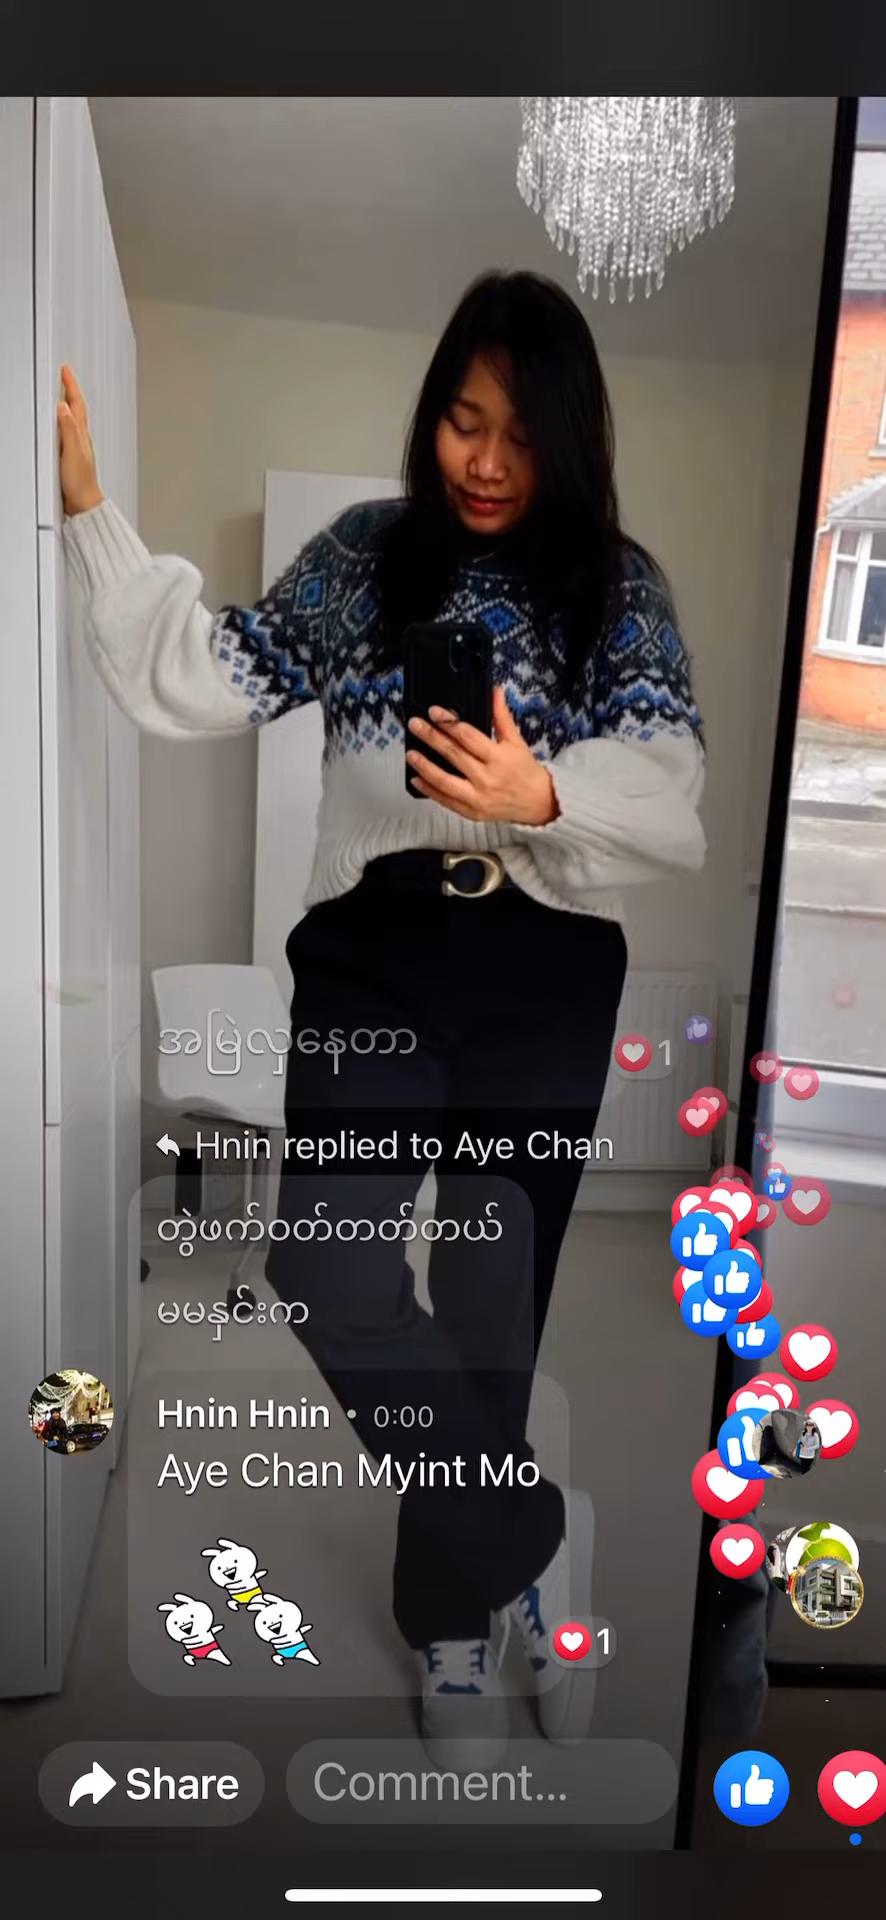 အမြဲလှနေတာ
1
Hnin replied to Aye Chan
တွဲဖက်ဝတ်တတ်တယ်
မမနှင်းက
Hnin Hnin • 0:00
Aye Chan Myint Mo
1
Share
Comment...